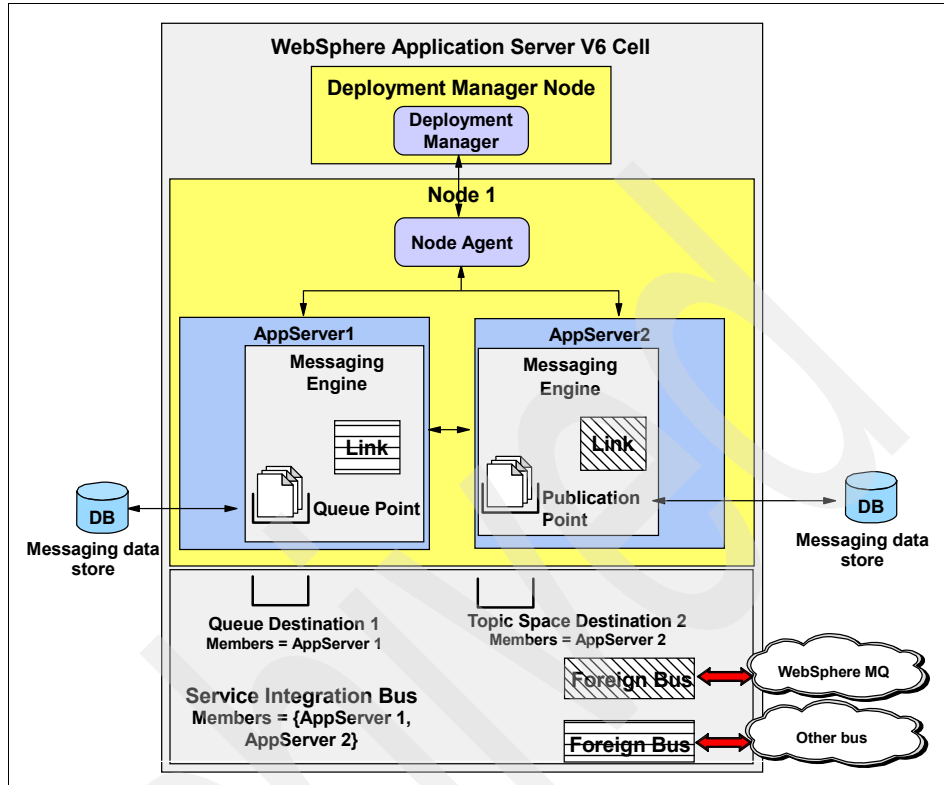 WebSphere Application Server V6 Cell
Deployment Manager Node
Deployment
Manager
Node 1
Node Agent
AppServer1
Messaging
Engine
Link
Queue Point
AppServer2
Messaging
Engine
Link
Publication
Point
DB
Messaging data
store
DB
Messaging data
store
Queue Destination 1
Members = AppServer 1
Topic Space Destination 2
Members = AppServer 2
Service Integration Bus
Members = {AppServer 1,
AppServer 2}
Foreign Bus
WebSphere MQ
Foreign Bus
Other bus